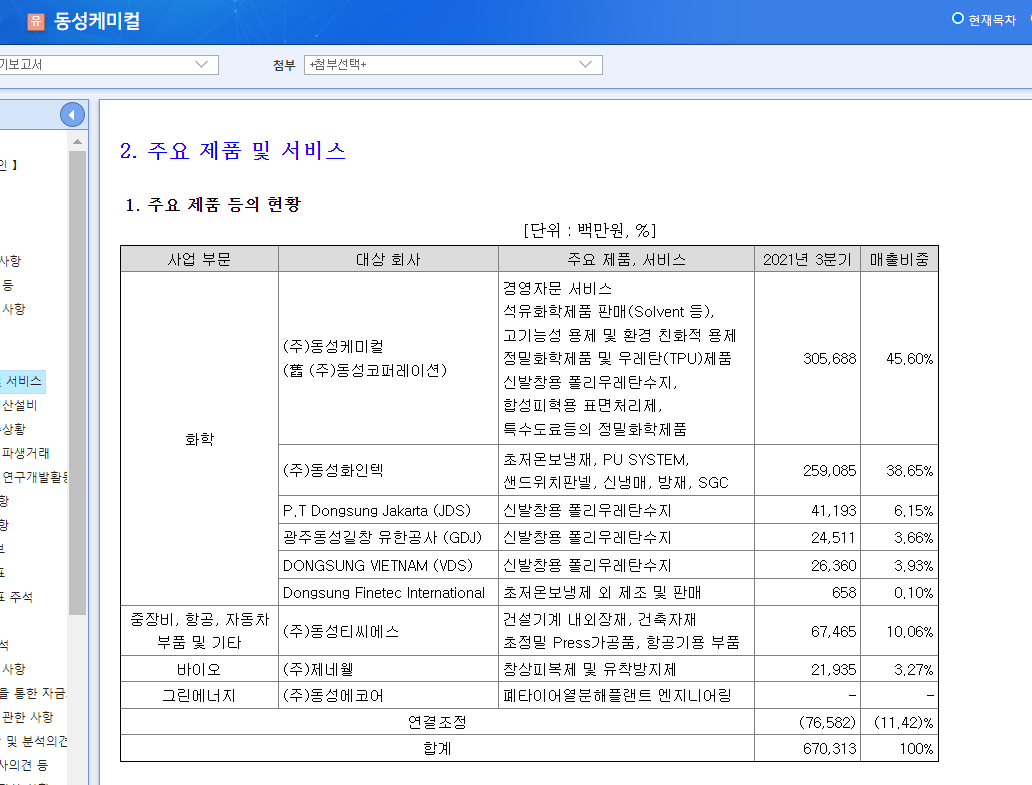 유 동성케미컬
현재목차
기보고서
첨부 +첨부선택+
인 】
사항
등
사항
및 서비스
산설비
상황
파생거래
연구개발활동
항
항
부
표
표 주석
석
사항
을 통한 자금
관한 사항
및 분석의견
사의견 등
2. 주요 제품 및 서비스
1. 주요 제품 등의 현황
[단위 : 백만원, %]
사업 부문 대상 회사 주요 제품, 서비스 2021년 3분기 매출비중
화학
(주)동성케미컬
(舊 (주)동성코퍼레이션)
경영자문 서비스
석유화학제품 판매(Solvent 등),
고기능성 용제 및 환경 친화적 용제
정밀화학제품 및 우레탄(TPU)제품
신발창용 폴리우레탄수지,
합성피혁용 표면처리제,
특수도료등의 정밀화학제품
305,688 45.60%
(주)동성화인텍
초저온보냉재, PU SYSTEM,
샌드위치판넬, 신냉매, 방재, SGC
259,085 38.65%
P.T Dongsung Jakarta (JDS) 신발창용 폴리우레탄수지 41,193 6.15%
광주동성길창 유한공사 (GDJ) 신발창용 폴리우레탄수지 24,511 3.66%
DONGSUNG VIETNAM (VDS) 신발창용 폴리우레탄수지 26,360 3.93%
Dongsung Finetec International 초저온보냉제 외 제조 및 판매 658 0.10%
중장비, 항공, 자동차
부품 및 기타
(주)동성티씨에스
건설기계 내외장재, 건축자재
초정밀 Press가공품, 항공기용 부품
67,465 10.06%
바이오 (주)제네웰 창상피복제 및 유착방지제 21,935 3.27%
그린에너지 (주)동성에코어 폐타이어열분해플랜트 엔지니어링 - -
연결조정 (76,582) (11.42)%
합계 670,313 100%